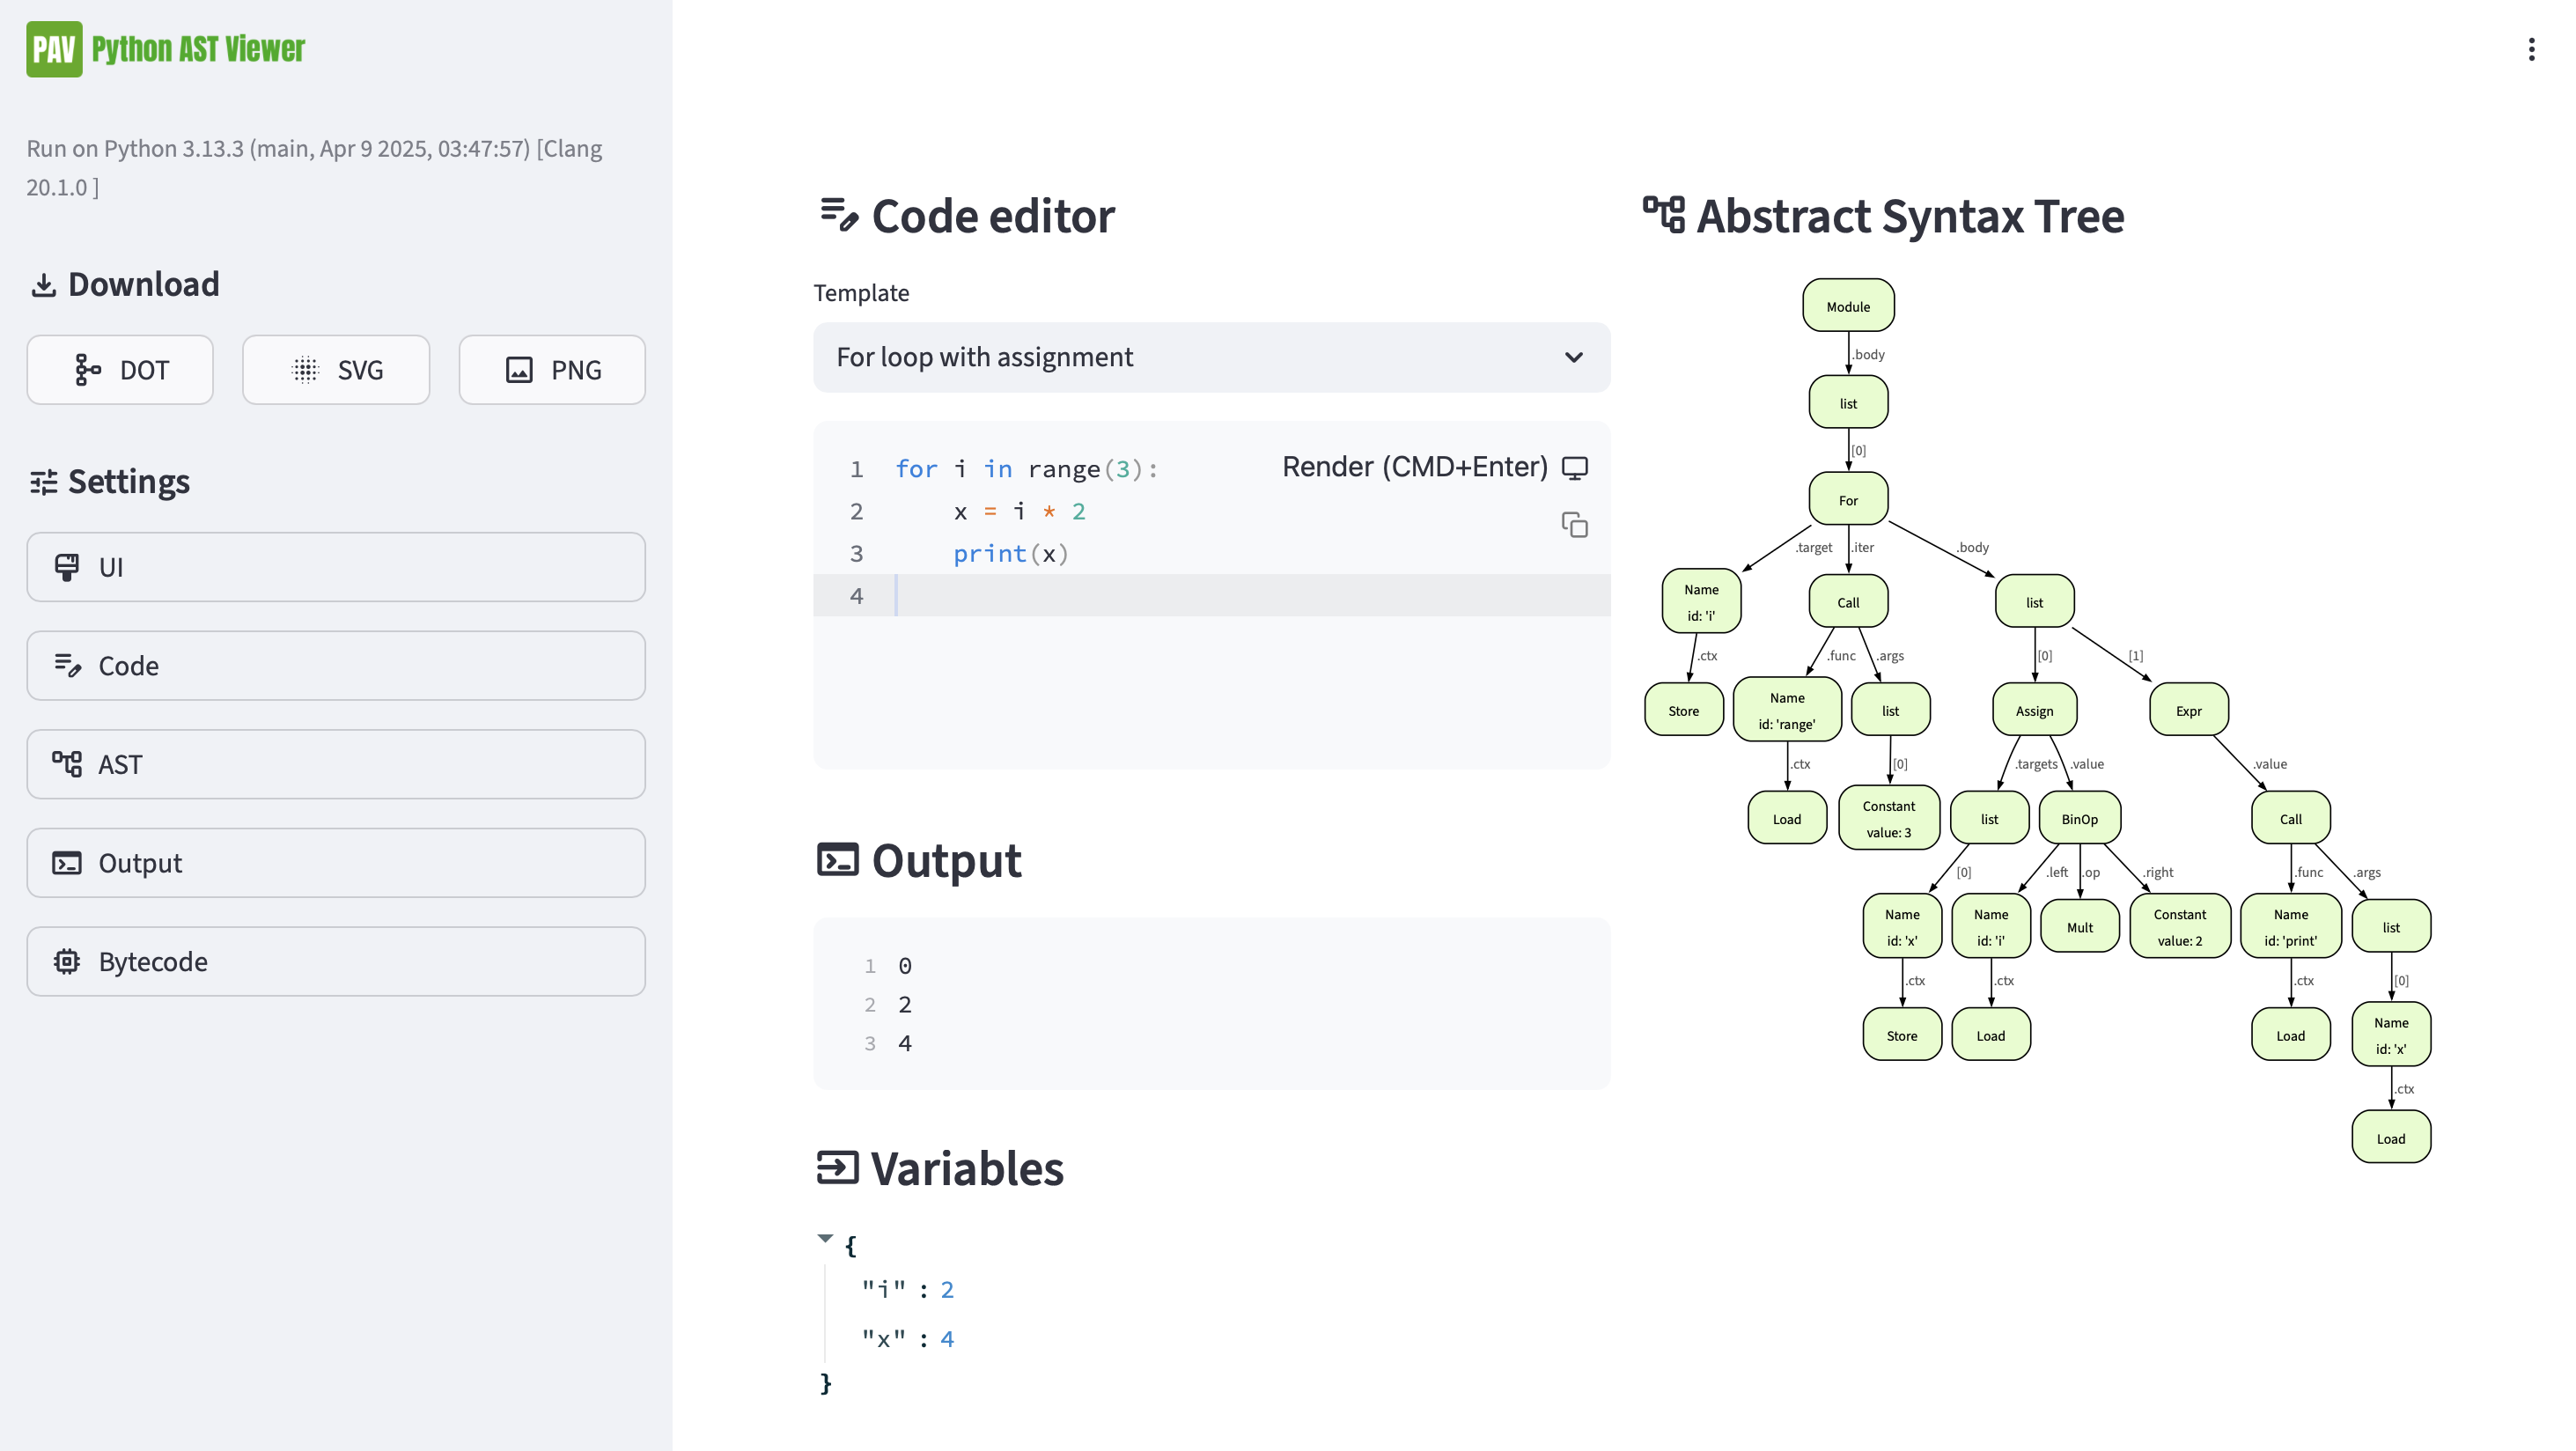 PAV Python AST Viewer
Run on Python 3.13.3 (main, Apr 9 2025, 03:47:57) [Clang
20.1.0 ]
Download
DOT
SVG
PNG
Settings
UI
Code
AST
Output
Bytecode
Code editor
Template
For loop with assignment
Render (CMD+Enter)
1 for i in range(3):
2     x = i * 2
3     print(x)
4
Output
1 0
2 2
3 4
Variables
{
"i" : 2
"x" : 4
}
Abstract Syntax Tree
Module
.body
list
[0]
For
.target .iter .body
Name
id: 'i'
Call
list
.ctx .func .args [0] [1]
Store
Name
id: 'range'
list
Assign
Expr
.ctx [0] .targets .value .value
Load
Constant
value: 3
list
BinOp
Call
[0] .left .op .right .func .args
Name
id: 'x'
Name
id: 'i'
Mult
Constant
value: 2
Name
id: 'print'
list
.ctx .ctx .ctx [0]
Store
Load
Load
Name
id: 'x'
.ctx
Load